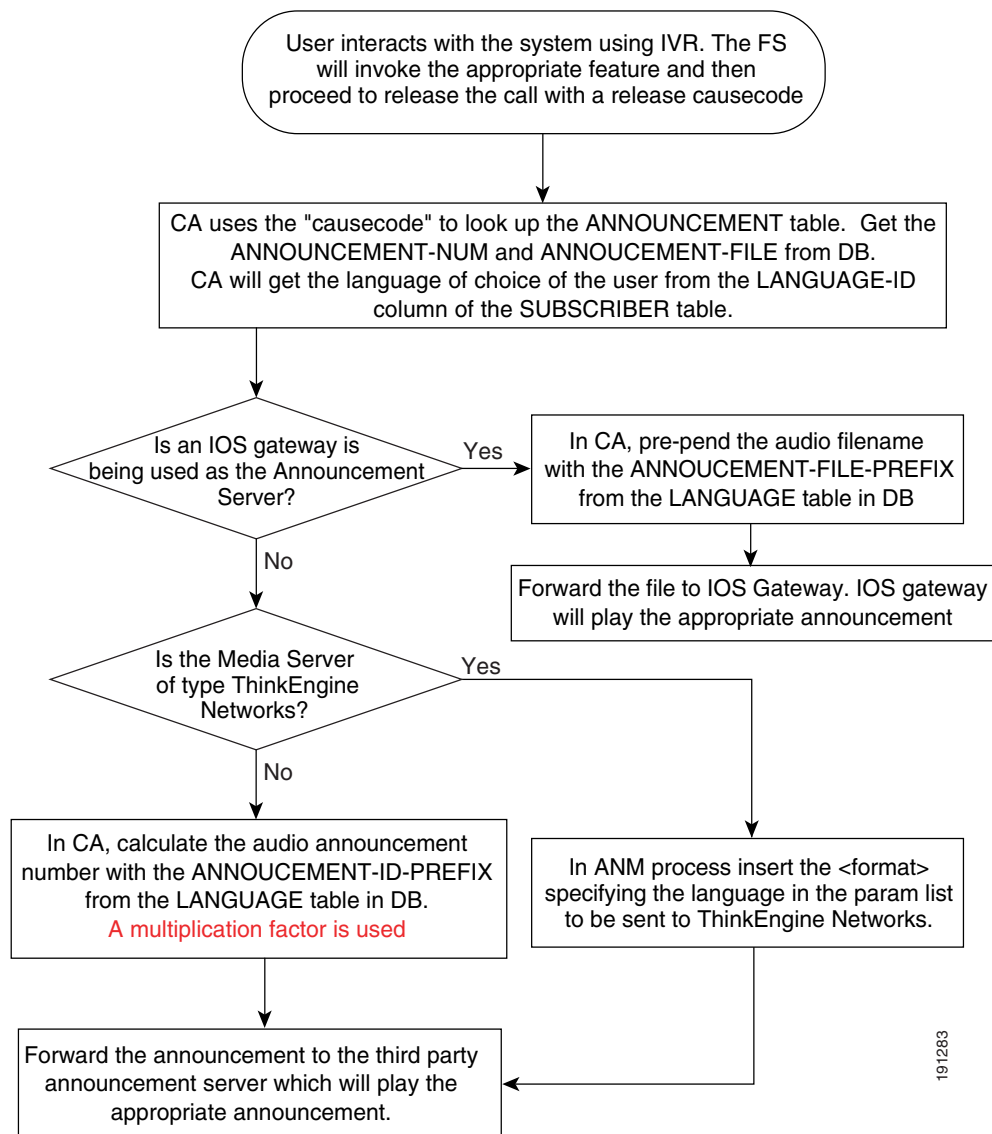 User interacts with the system using IVR. The FS
will invoke the appropriate feature and then
proceed to release the call with a release causecode
CA uses the "causecode" to look up the ANNOUNCEMENT table. Get the
ANNOUNCEMENT-NUM and ANNOUCEMENT-FILE from DB.
CA will get the language of choice of the user from the LANGUAGE-ID
column of the SUBSCRIBER table.
Is an IOS gateway is
being used as the Announcement
Server?
Yes
In CA, pre-pend the audio filename
with the ANNOUCEMENT-FILE-PREFIX
from the LANGUAGE table in DB
No
Forward the file to IOS Gateway. IOS gateway
will play the appropriate announcement
Is the Media Server
of type ThinkEngine
Networks?
Yes
No
In CA, calculate the audio announcement
number with the ANNOUCEMENT-ID-PREFIX
from the LANGUAGE table in DB.
A multiplication factor is used
In ANM process insert the <format>
specifying the language in the param list
to be sent to ThinkEngine Networks.
Forward the announcement to the third party
announcement server which will play the
appropriate announcement.
191283